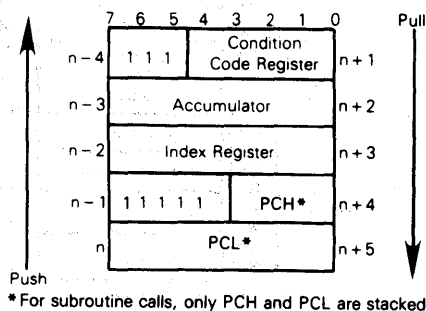 7 6 5 4 3 2 1 0 Pull
n – 4 1 1 1 Condition Code Register n + 1
n – 3 Accumulator n + 2
n – 2 Index Register n + 3
n – 1 1 1 1 1 1 PCH* n + 4
n PCL* n + 5
Push
*For subroutine calls, only PCH and PCL are stacked